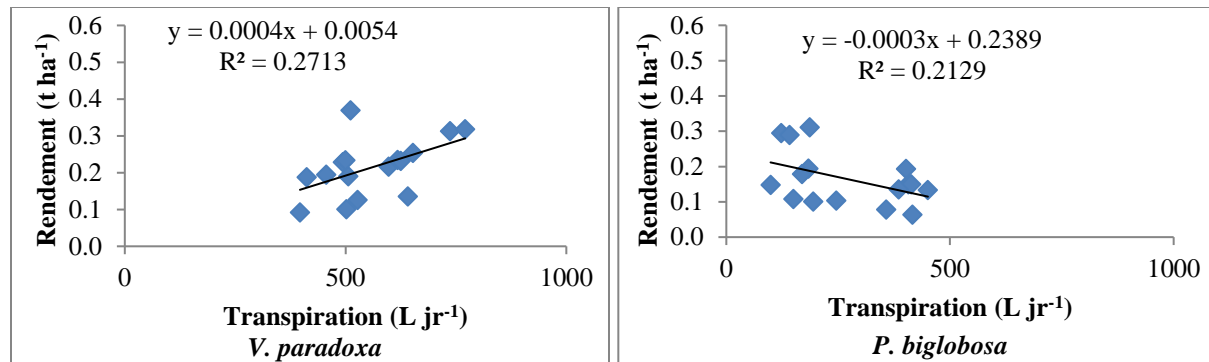 y = 0.0004x + 0.0054
R² = 0.2713
0.6
0.5
0.4
0.3
0.2
0.1
0.0
Rendement (t ha⁻¹)
0 500 1000
Transpiration (L jr⁻¹)
V. paradoxa
y = -0.0003x + 0.2389
R² = 0.2129
0.6
0.5
0.4
0.3
0.2
0.1
0.0
Rendement (t ha⁻¹)
0 500 1000
Transpiration (L jr⁻¹)
P. biglobosa